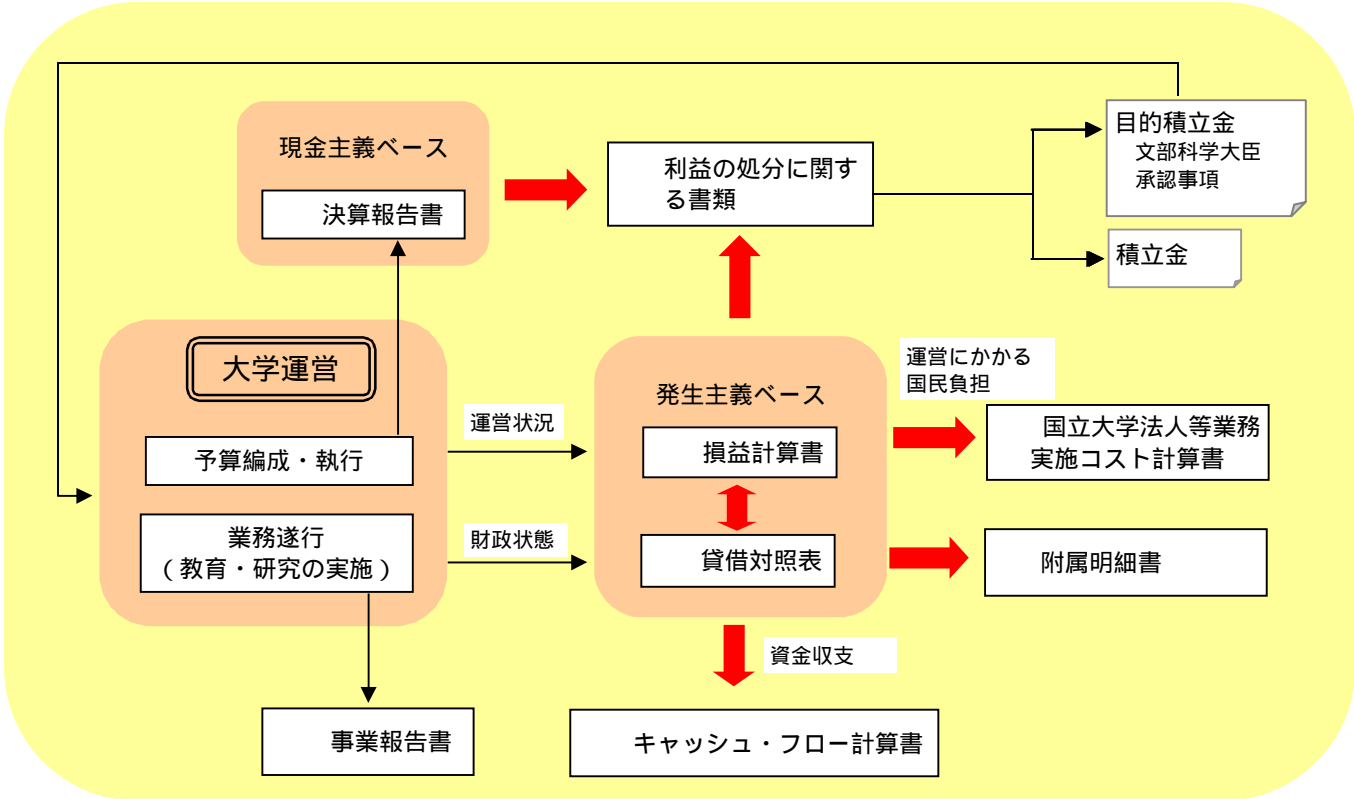 現金主義ベース
決算報告書
利益の処分に関す
る書類
目的積立金
文部科学大臣
承認事項
積立金
大学運営
予算編成・執行
業務遂行
(教育・研究の実施)
運営状況
財政状態
発生主義ベース
損益計算書
貸借対照表
運営にかかる
国民負担
国立大学法人等業務
実施コスト計算書
附属明細書
資金収支
事業報告書
キャッシュ・フロー計算書